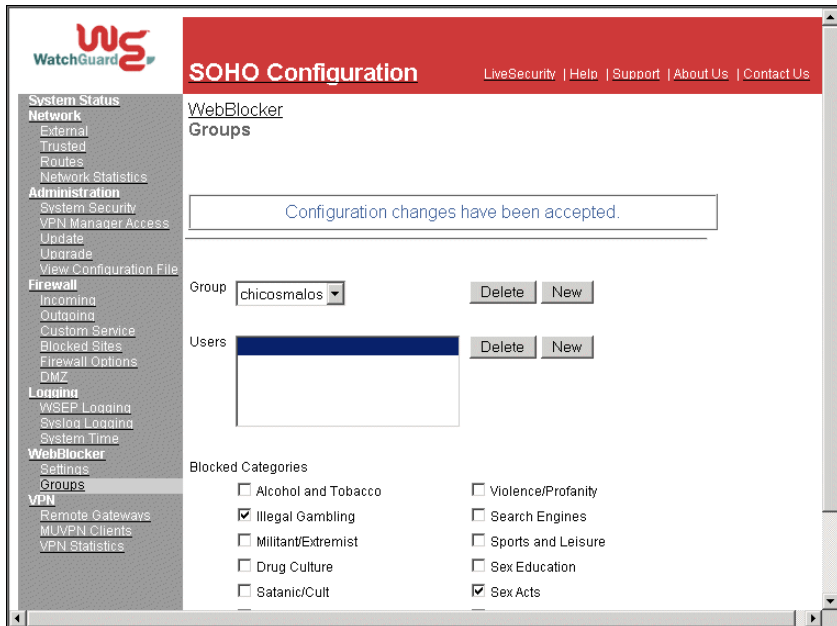 WG
WatchGuard
SOHO Configuration
LiveSecurity | Help | Support | About Us | Contact Us
System Status
Network
External
Trusted
Routes
Network Statistics
Administration
System Security
VPN Manager Access
Update
Upgrade
View Configuration File
Firewall
Incoming
Outgoing
Custom Service
Blocked Sites
Firewall Options
DMZ
Logging
WSEP Logging
Syslog Logging
System Time
WebBlocker
Settings
Groups
VPN
Remote Gateways
MUVPN Clients
VPN Statistics
WebBlocker
Groups
Configuration changes have been accepted.
Group chicosmalos Delete New
Users Delete New
Blocked Categories
Alcohol and Tobacco Violence/Profanity
Illegal Gambling Search Engines
Militant/Extremist Sports and Leisure
Drug Culture Sex Education
Satanic/Cult Sex Acts